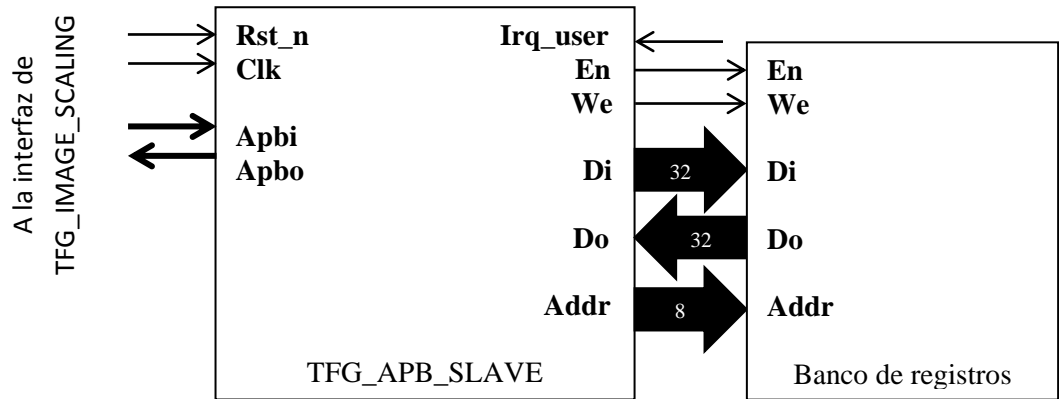 A la interfaz de
TFG_IMAGE_SCALING
Rst_n
Clk
Apbi
Apbo
Irq_user
En
We
Di
Do
Addr
TFG_APB_SLAVE
32
32
8
En
We
Di
Do
Addr
Banco de registros